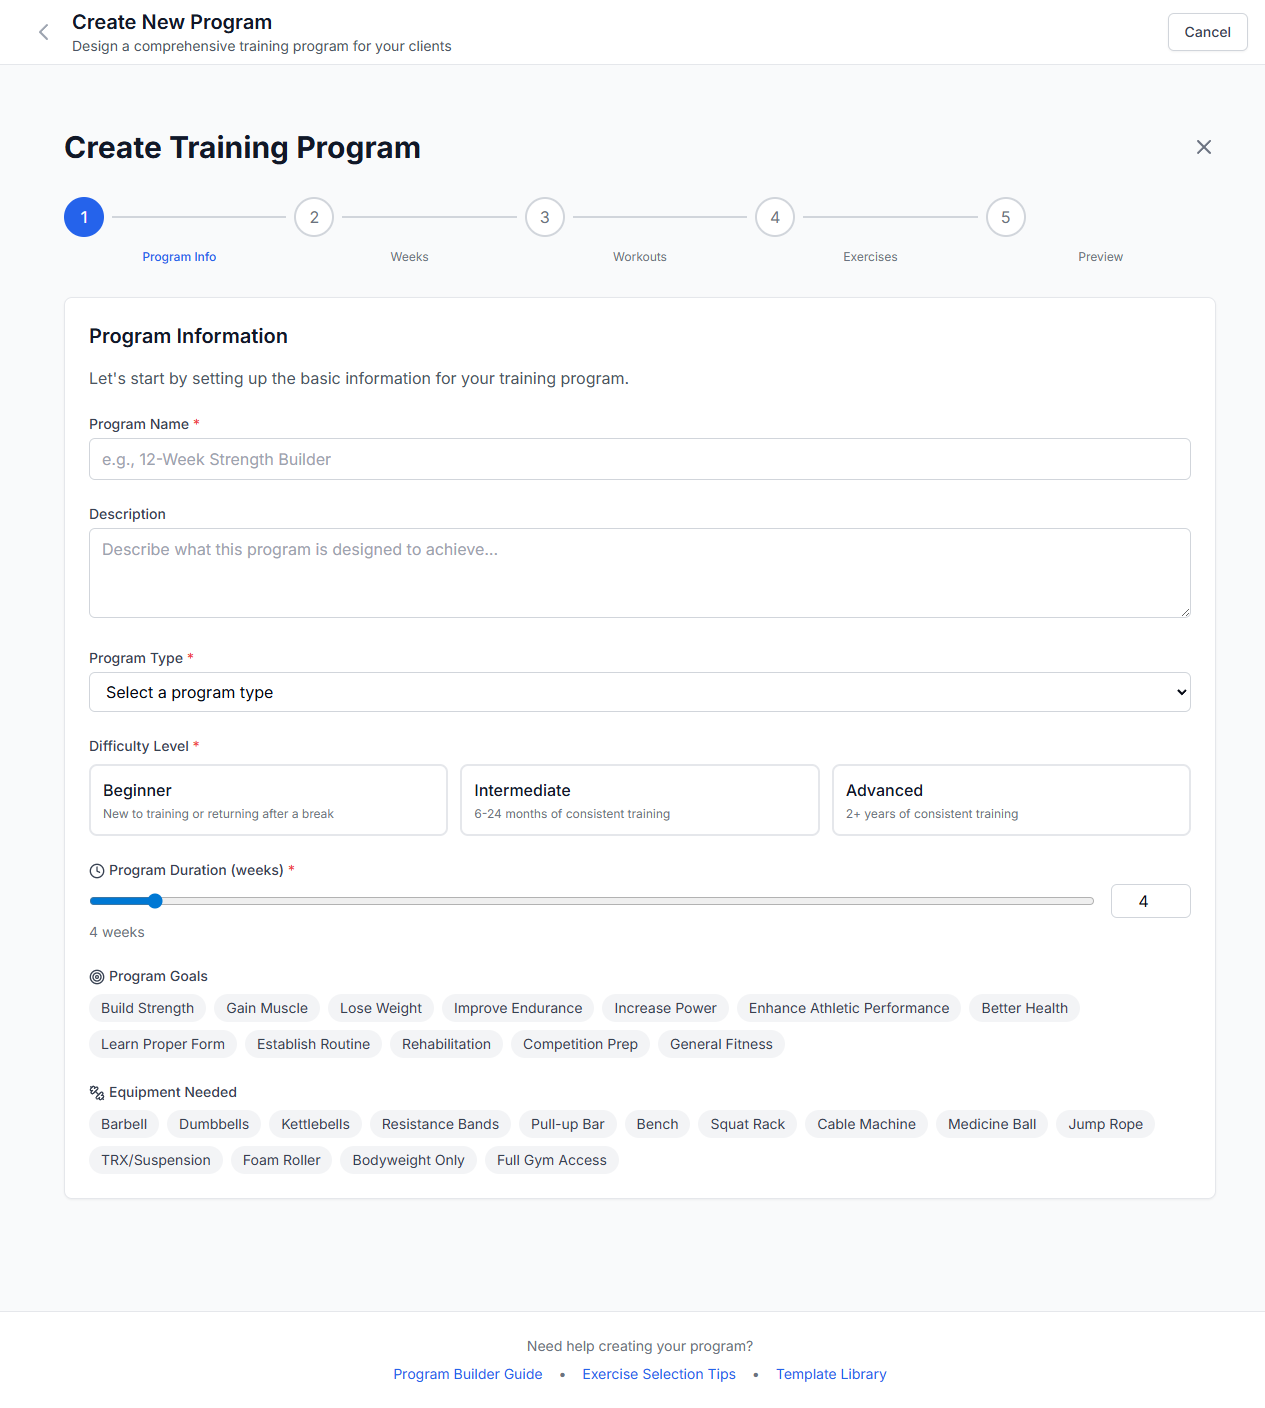 Create New Program
Design a comprehensive training program for your clients
Cancel
Create Training Program
1 2 3 4 5
Program Info Weeks Workouts Exercises Preview
Program Information
Let's start by setting up the basic information for your training program.
Program Name *
e.g., 12-Week Strength Builder
Description
Describe what this program is designed to achieve...
Program Type *
Select a program type
Difficulty Level *
Beginner Intermediate Advanced
New to training or returning after a break 6-24 months of consistent training 2+ years of consistent training
Program Duration (weeks) *
4
4 weeks
Program Goals
Build Strength Gain Muscle Lose Weight Improve Endurance Increase Power Enhance Athletic Performance Better Health
Learn Proper Form Establish Routine Rehabilitation Competition Prep General Fitness
Equipment Needed
Barbell Dumbbells Kettlebells Resistance Bands Pull-up Bar Bench Squat Rack Cable Machine Medicine Ball Jump Rope
TRX/Suspension Foam Roller Bodyweight Only Full Gym Access
Need help creating your program?
Program Builder Guide • Exercise Selection Tips • Template Library